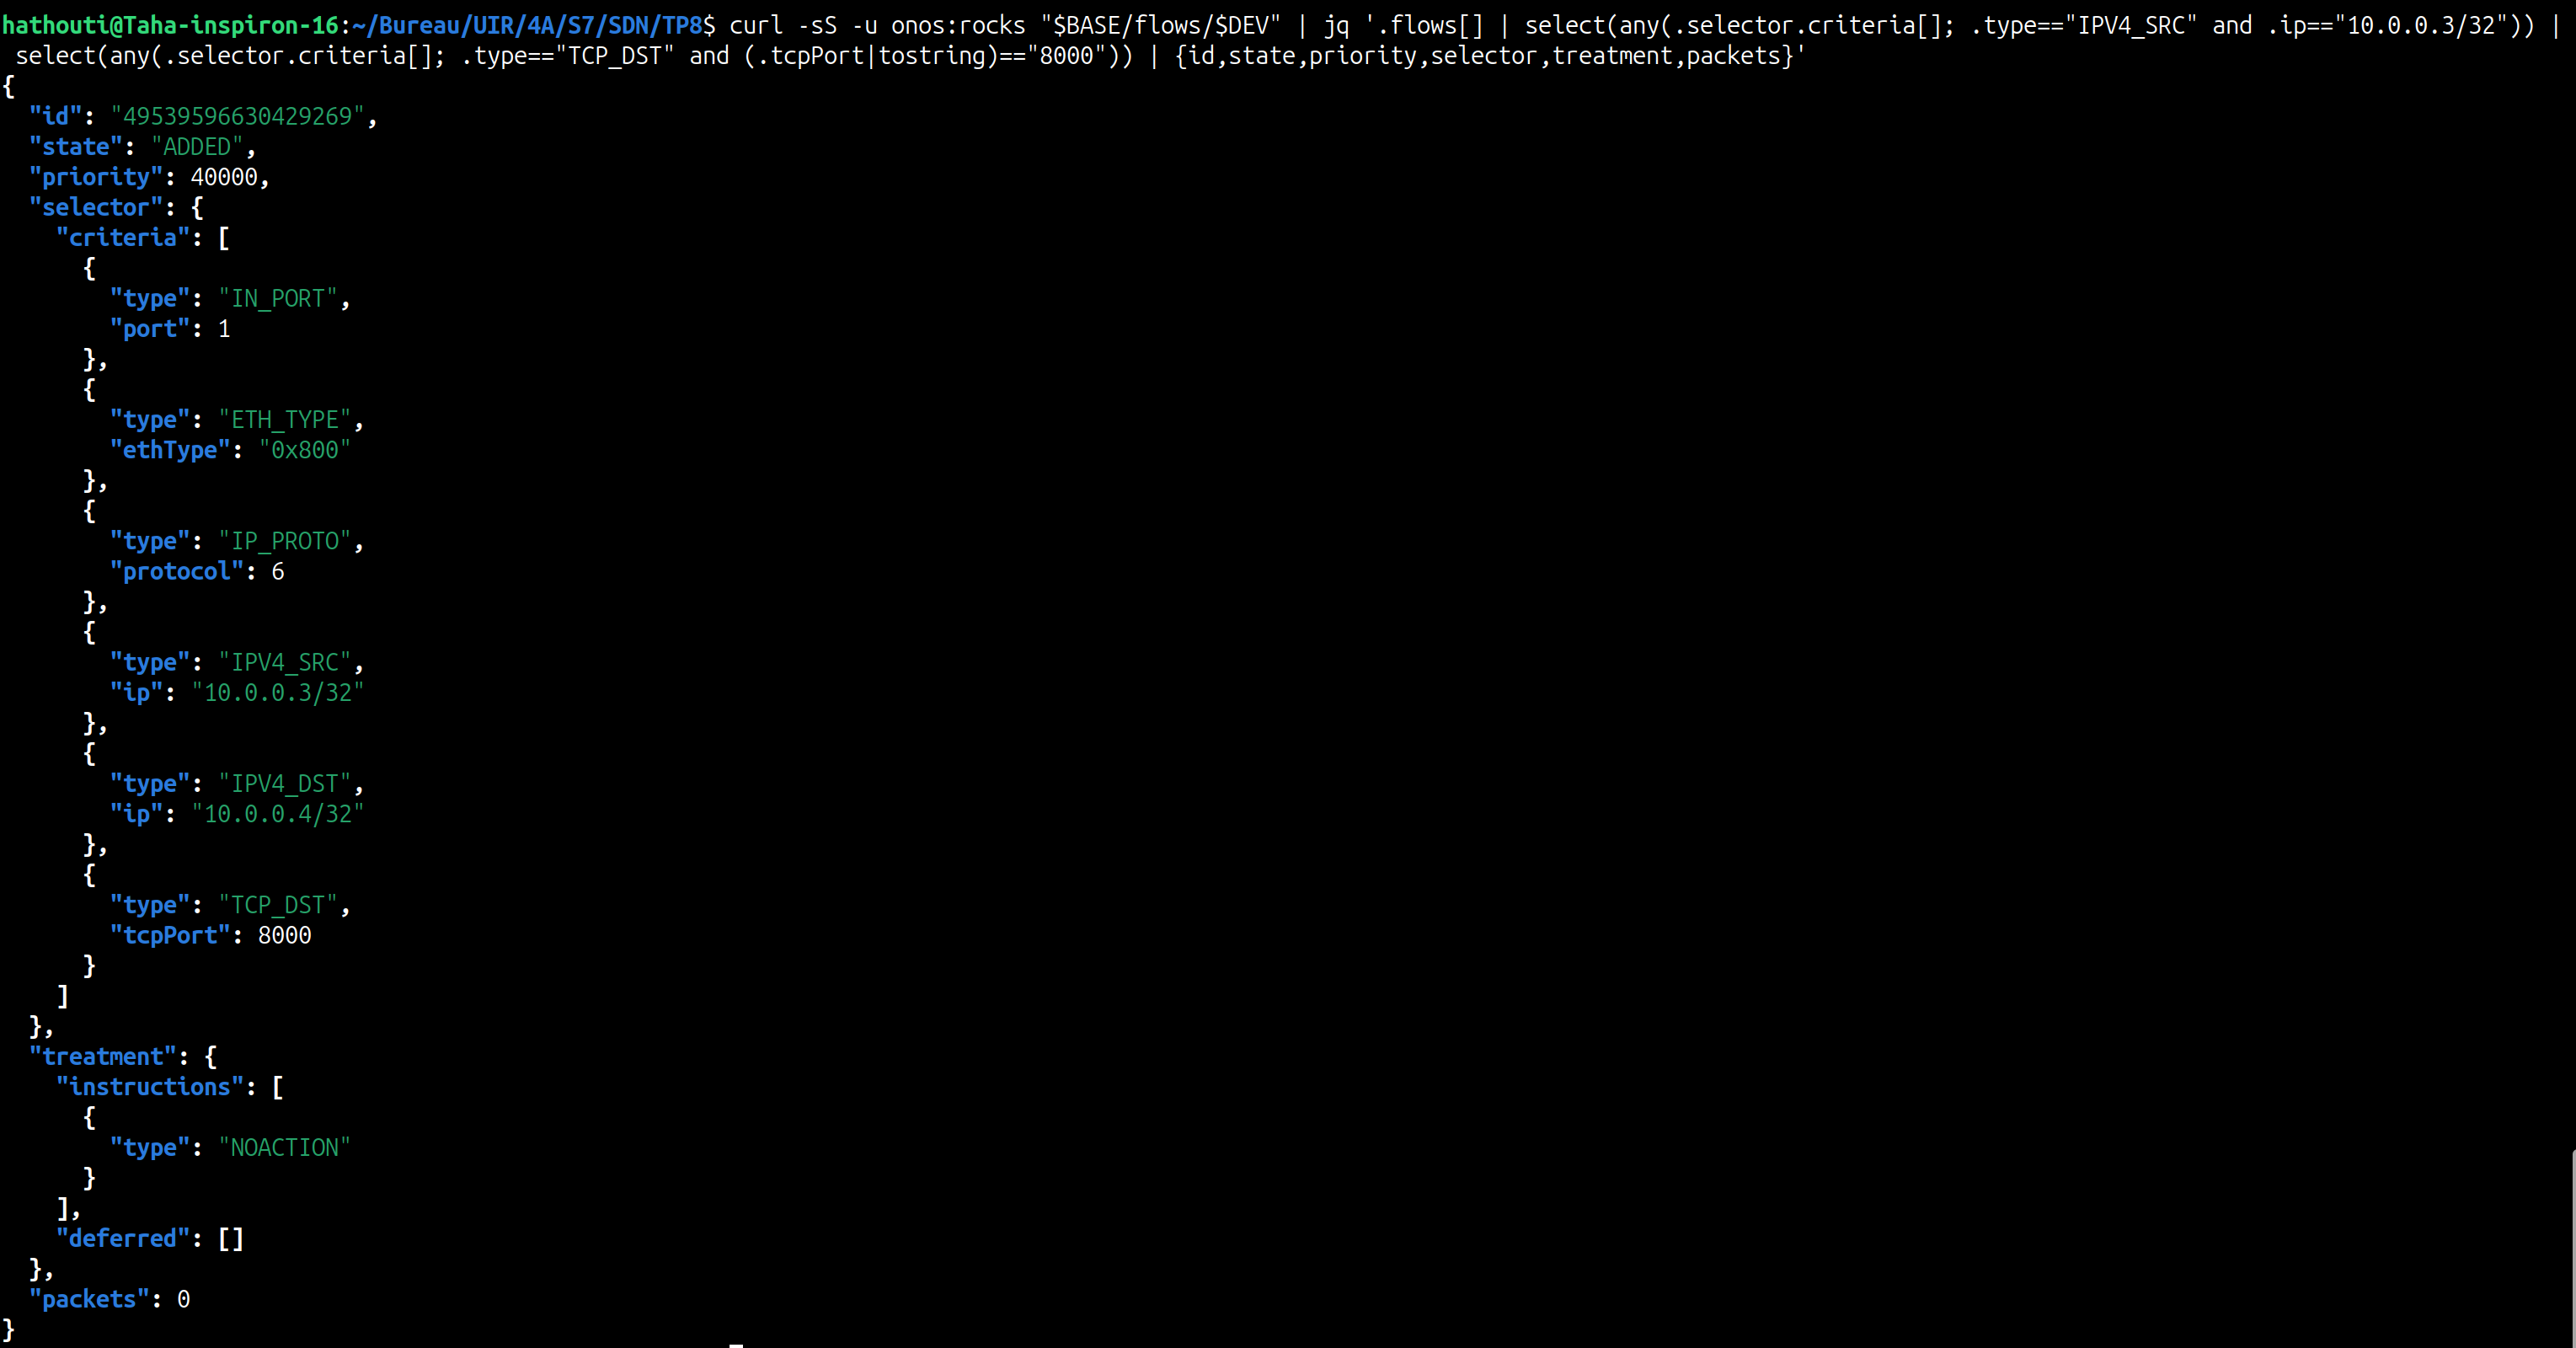 hathouti@Taha-inspiron-16:~/Bureau/UIR/4A/S7/SDN/TP8$ curl -sS -u onos:rocks "$BASE/flows/$DEV" | jq '.flows[] | select(any(.selector.criteria[]; .type=="IPV4_SRC" and .ip=="10.0.0.3/32")) |
 select(any(.selector.criteria[]; .type=="TCP_DST" and (.tcpPort|tostring)=="8000")) | {id,state,priority,selector,treatment,packets}'
{
  "id": "49539596630429269",
  "state": "ADDED",
  "priority": 40000,
  "selector": {
    "criteria": [
      {
        "type": "IN_PORT",
        "port": 1
      },
      {
        "type": "ETH_TYPE",
        "ethType": "0x800"
      },
      {
        "type": "IP_PROTO",
        "protocol": 6
      },
      {
        "type": "IPV4_SRC",
        "ip": "10.0.0.3/32"
      },
      {
        "type": "IPV4_DST",
        "ip": "10.0.0.4/32"
      },
      {
        "type": "TCP_DST",
        "tcpPort": 8000
      }
    ]
  },
  "treatment": {
    "instructions": [
      {
        "type": "NOACTION"
      }
    ],
    "deferred": []
  },
  "packets": 0
}